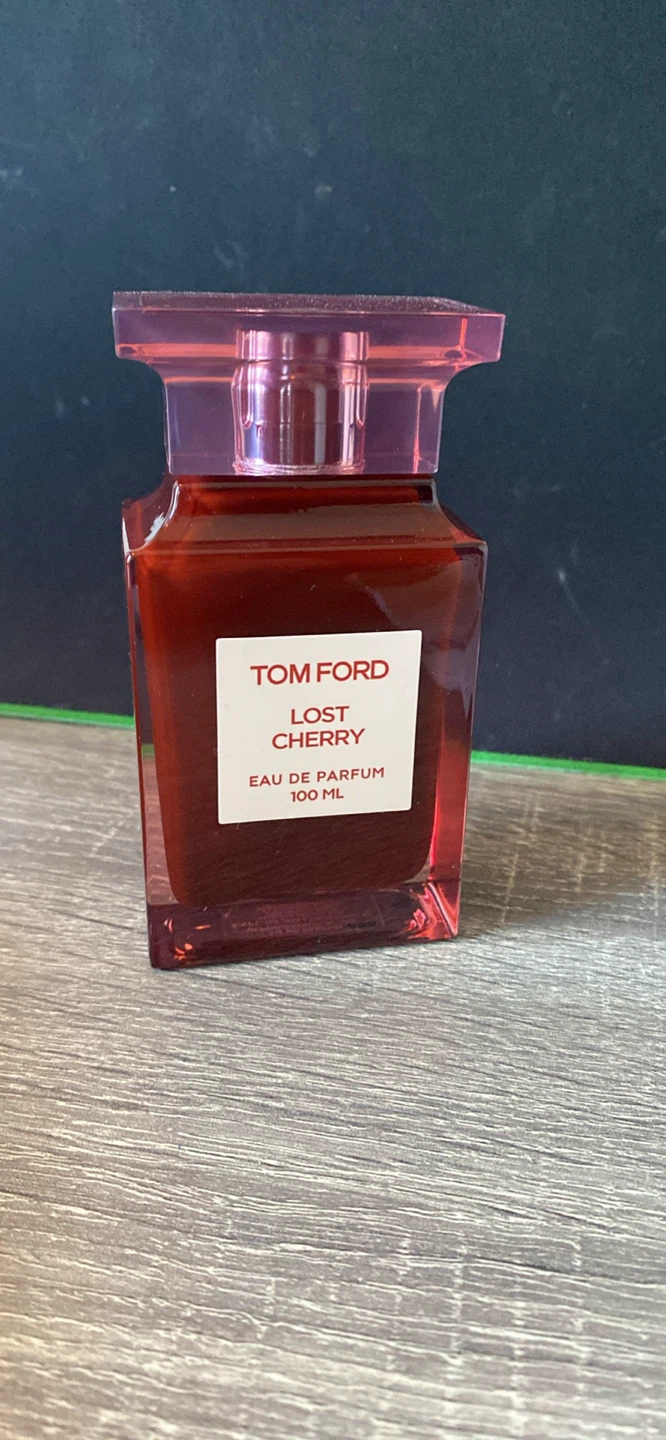 TOM FORD
LOST
CHERRY
EAU DE PARFUM
100 ML